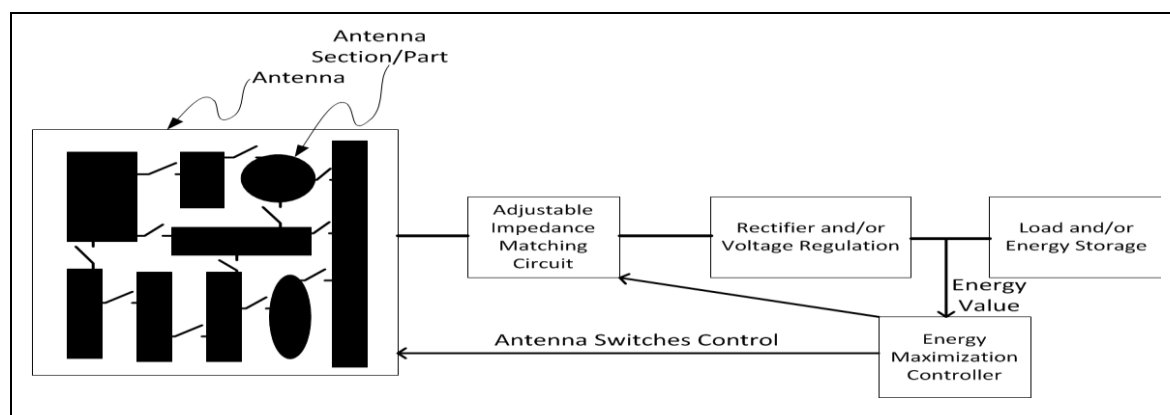 Antenna
Section/Part
Antenna
Adjustable
Impedance
Matching
Circuit
Rectifier and/or
Voltage Regulation
Load and/or
Energy Storage
Energy
Value
Antenna Switches Control
Energy
Maximization
Controller